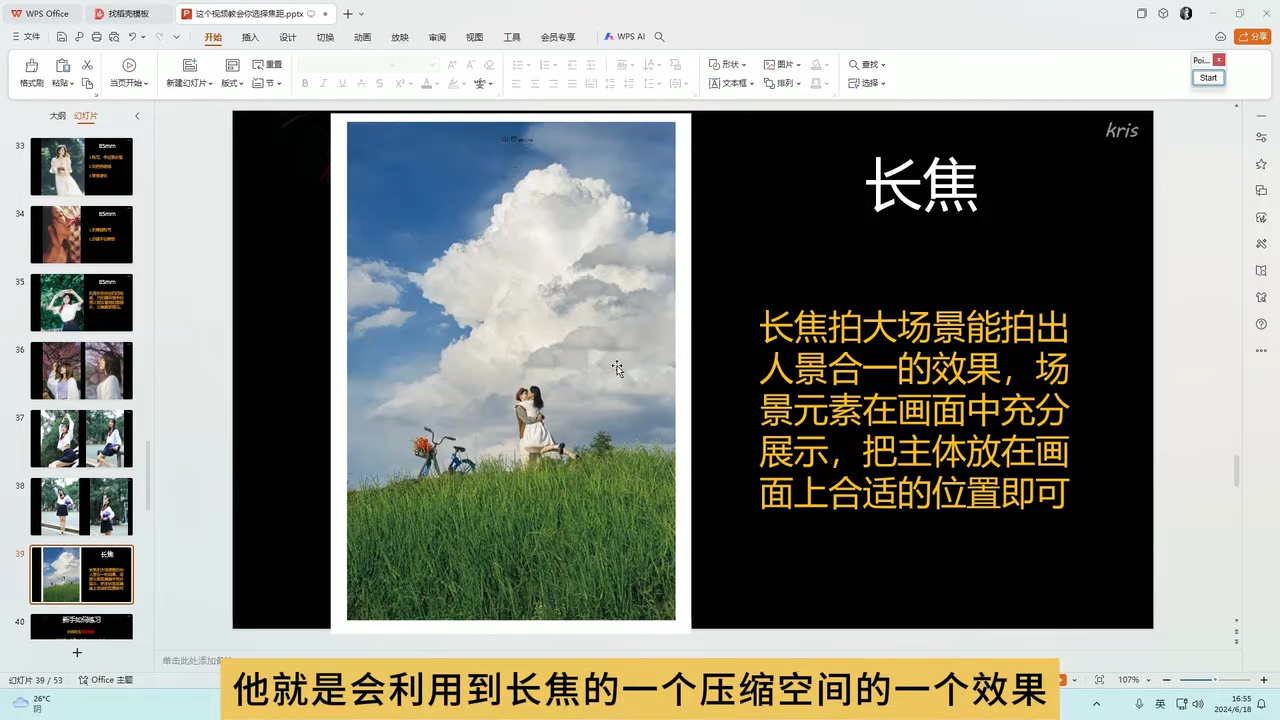 WPS Office
找稻壳模板
这个视频教会你选择焦距.pptx
文件
开始
插入
设计
切换
动画
放映
审阅
视图
工具
会员专享
WPS AI
分享
格式刷
粘贴
当页开始
新建幻灯片
版式
重置
节
形状
图片
文本框
排列
查找
选择
Poi...
Start
大纲
幻灯片
33
85mm
34
85mm
35
85mm
36
37
38
39
长焦
40
新手如何练习
kris
长焦
长焦拍大场景能拍出
人景合一的效果，场
景元素在画面中充分
展示，把主体放在画
面上合适的位置即可
单击此处添加备
幻灯片 39 / 53
Office 主题
107%
他就是会利用到长焦的一个压缩空间的一个效果
26°C
阴
英
16:55
2024/6/18